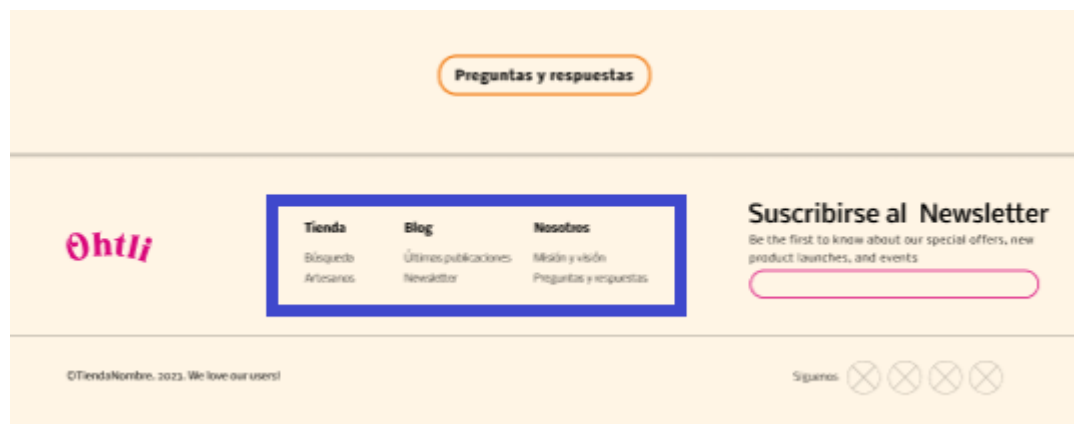 Preguntas y respuestas
Ohtli
Tienda
Búsqueda
Artesanos
Blog
Últimas publicaciones
Newsletter
Nosotros
Misión y visión
Preguntas y respuestas
Suscribirse al Newsletter
Be the first to know about our special offers, new
product launches, and events
©TiendaNombre. 2023. We love our users!
Síguenos